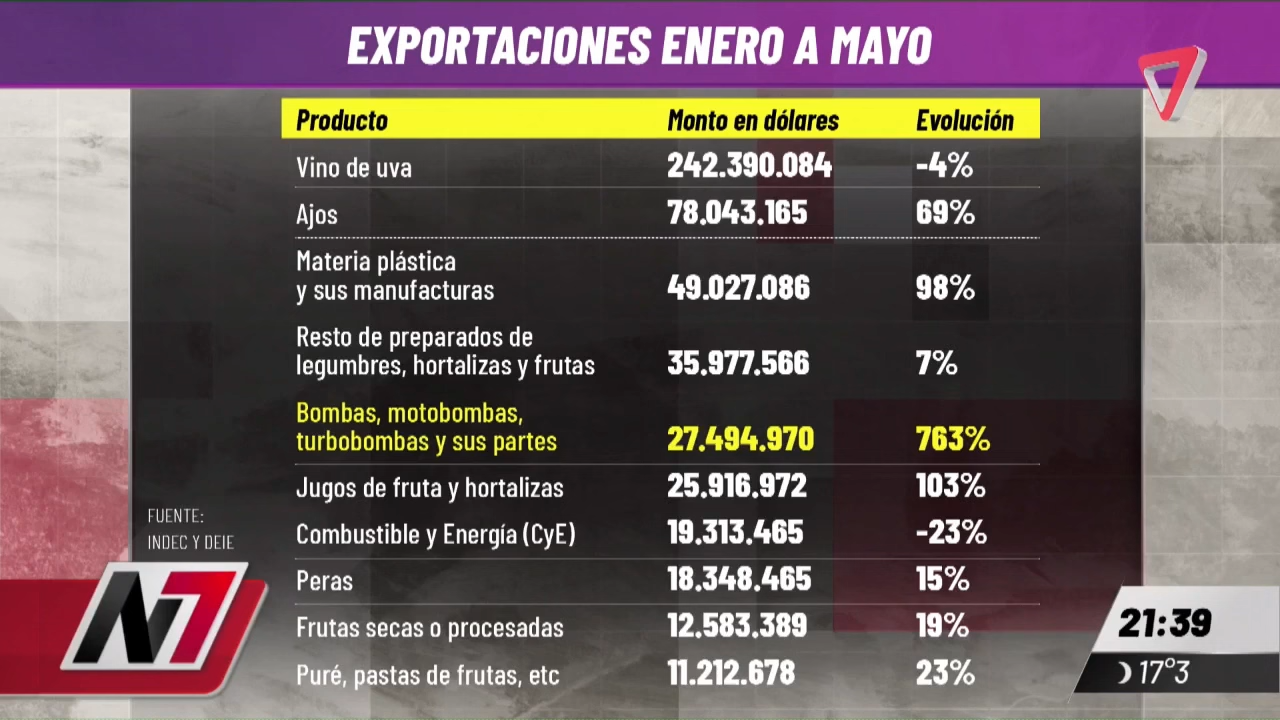 EXPORTACIONES ENERO A MAYO
Producto Monto en dólares Evolución
Vino de uva 242.390.084 -4%
Ajos 78.043.165 69%
Materia plástica
y sus manufacturas 49.027.086 98%
Resto de preparados de
legumbres, hortalizas y frutas 35.977.566 7%
Bombas, motobombas,
turbobombas y sus partes 27.494.970 763%
Jugos de fruta y hortalizas 25.916.972 103%
Combustible y Energía (CyE) 19.313.465 -23%
Peras 18.348.465 15%
Frutas secas o procesadas 12.583.389 19%
Puré, pastas de frutas, etc 11.212.678 23%
FUENTE:
INDEC Y DEIE
N7
21:39
17°3